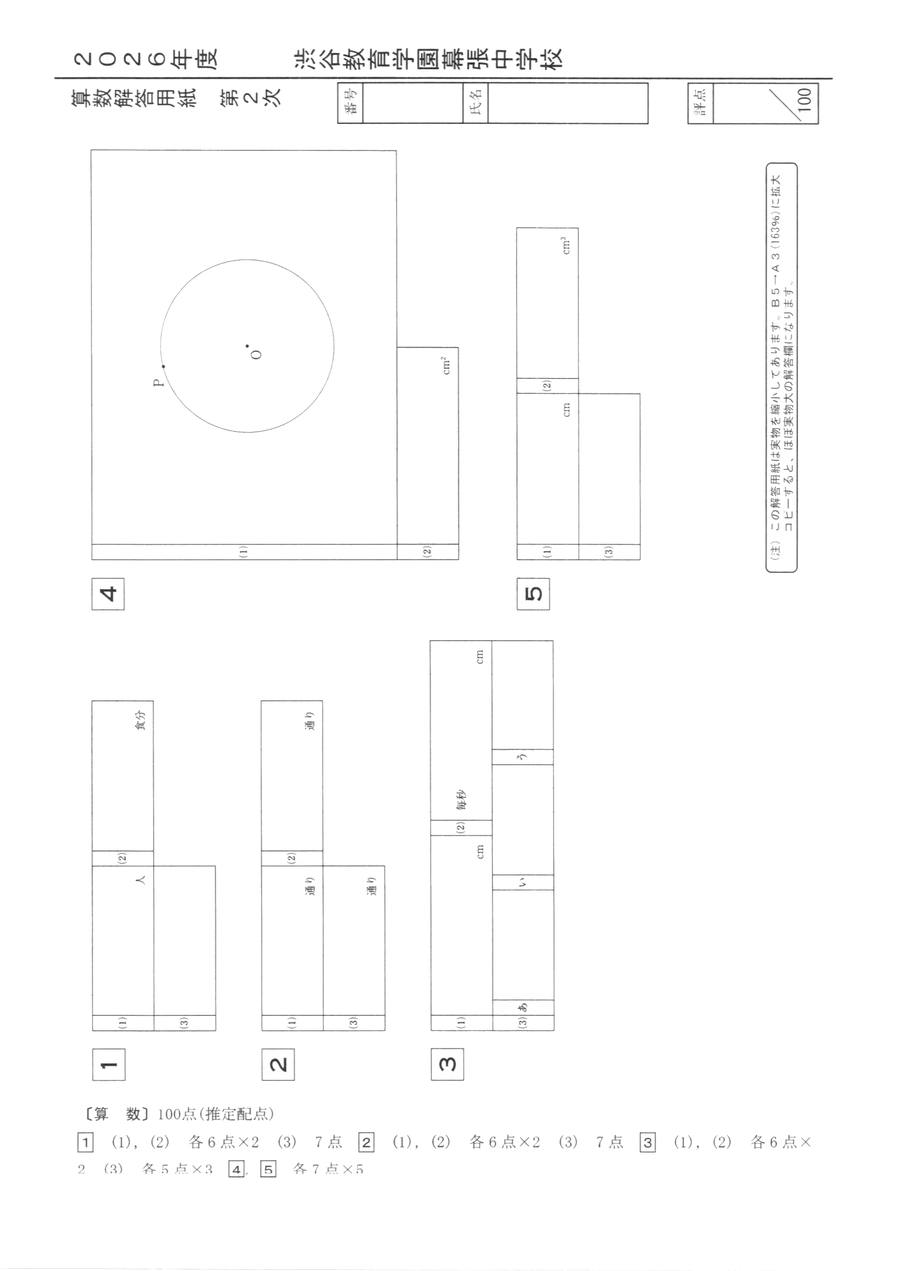 2026年度 渋谷教育学園幕張中学校
算数解答用紙 第2次
番号
氏名
評点
/100
1
(1)
人
(2)
食分
(3)
2
(1)
通り
(2)
通り
(3)
通り
3
(1)
cm
(2)
毎秒
cm
(3)
あ
い
う
4
(1)
P
O
(2)
cm²
5
(1)
cm
(2)
cm³
(3)
(注) この解答用紙は実物を縮小してあります。B5→A3(163%)に拡大
コピーすると、ほぼ実物大の解答欄になります。
〔算 数〕100点(推定配点)
1 (1), (2) 各6点×2 (3) 7点 2 (1), (2) 各6点×2 (3) 7点 3 (1), (2) 各6点×
2 (3) 各5点×3 4, 5 各7点×5